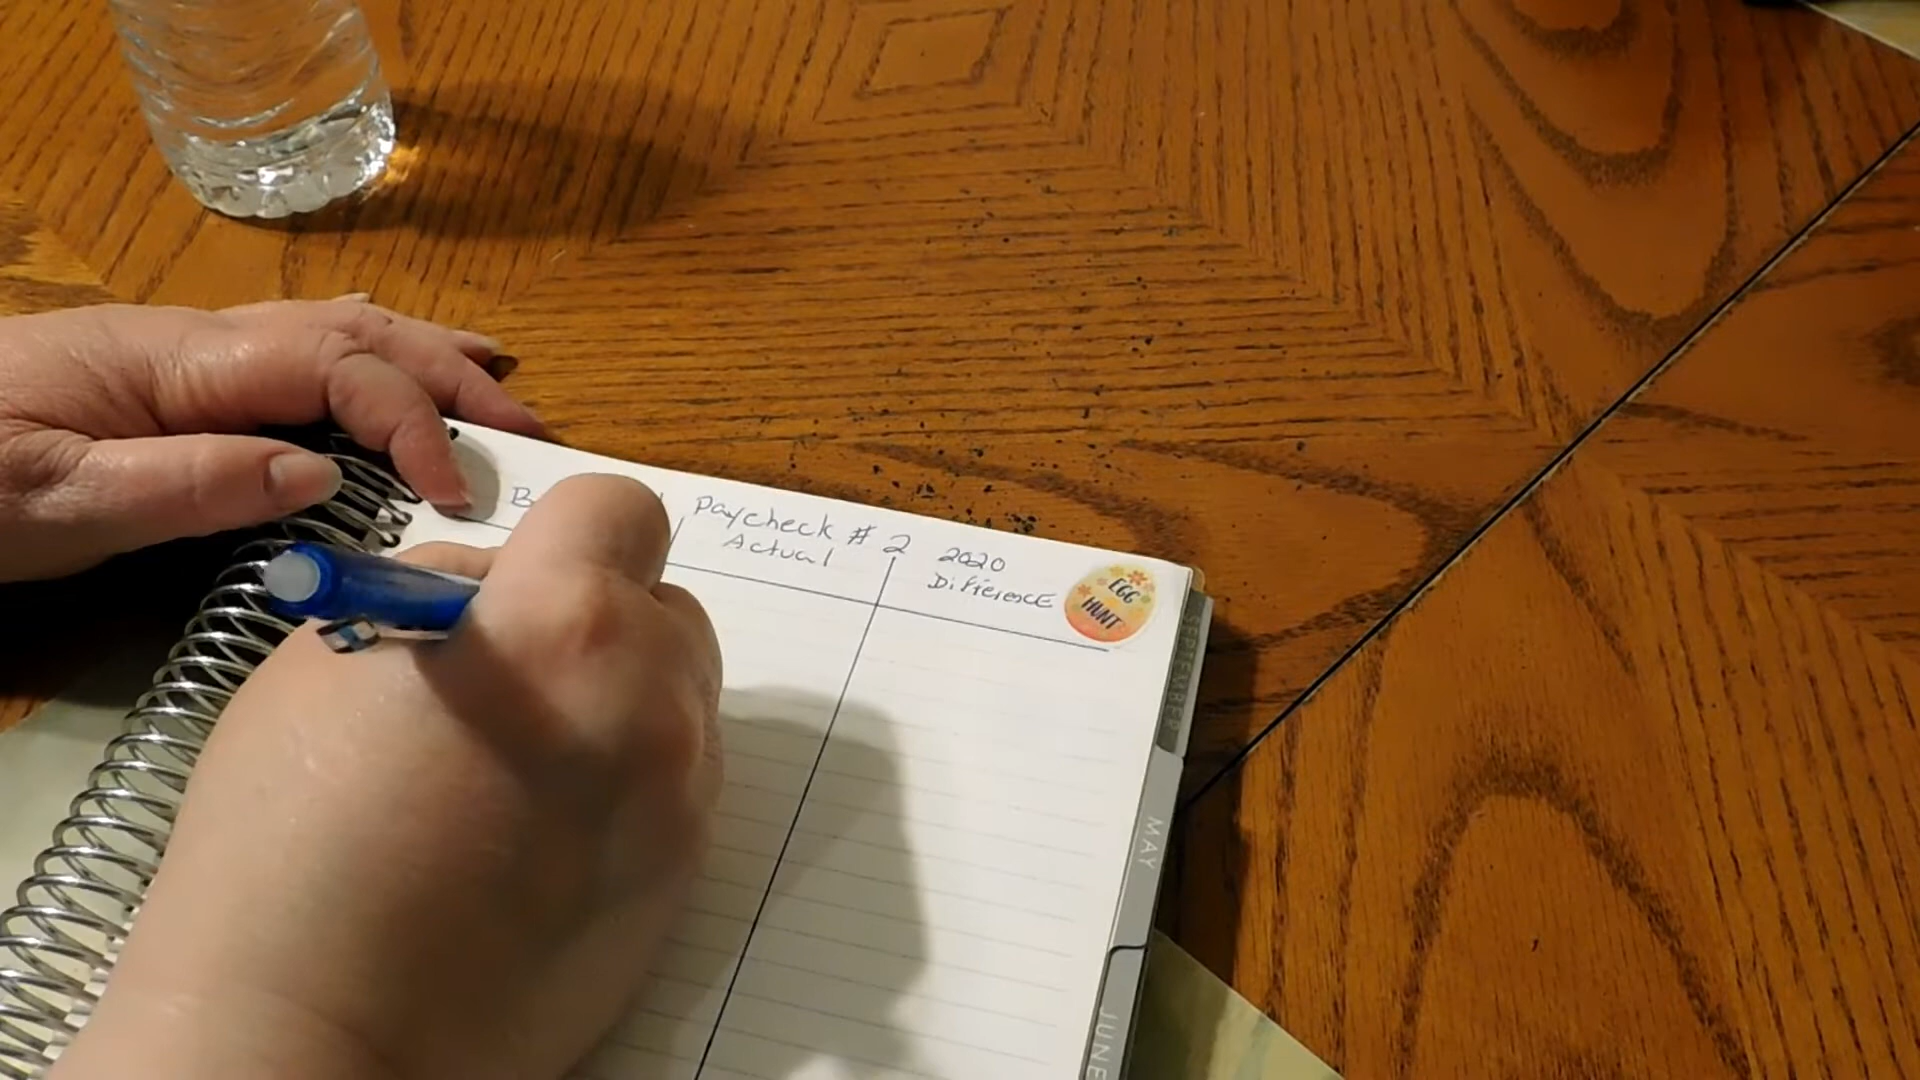 Paycheck # 2 2020
Actual
Difference
EGG
HUNT
SEPTEMBER
MAY
JUNE